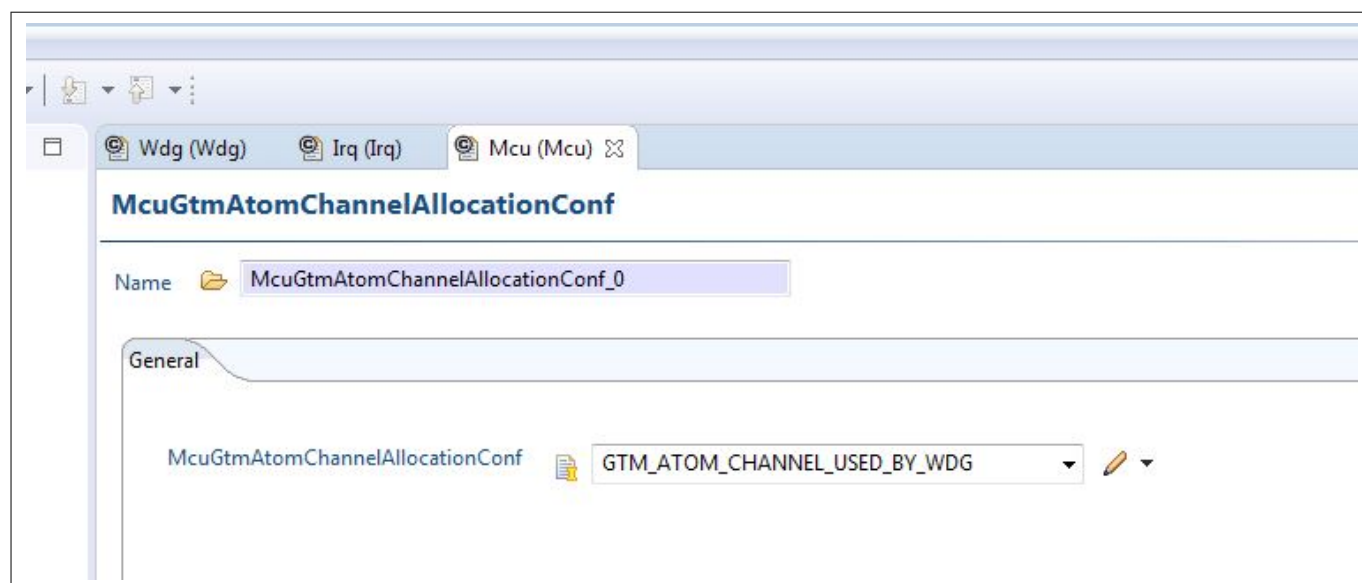 Wdg (Wdg) Irq (Irq) Mcu (Mcu)
McuGtmAtomChannelAllocationConf
Name McuGtmAtomChannelAllocationConf_0
General
McuGtmAtomChannelAllocationConf GTM_ATOM_CHANNEL_USED_BY_WDG